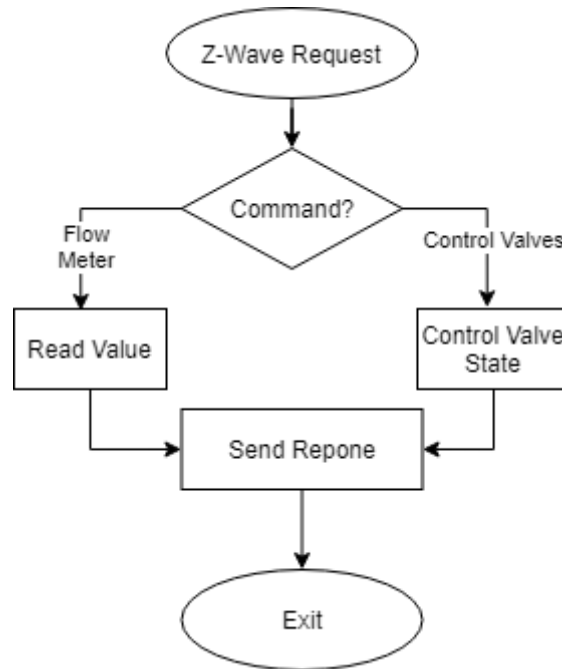 Z-Wave Request
Command?
Flow
Meter
Control Valves
Read Value
Control Valve
State
Send Repone
Exit